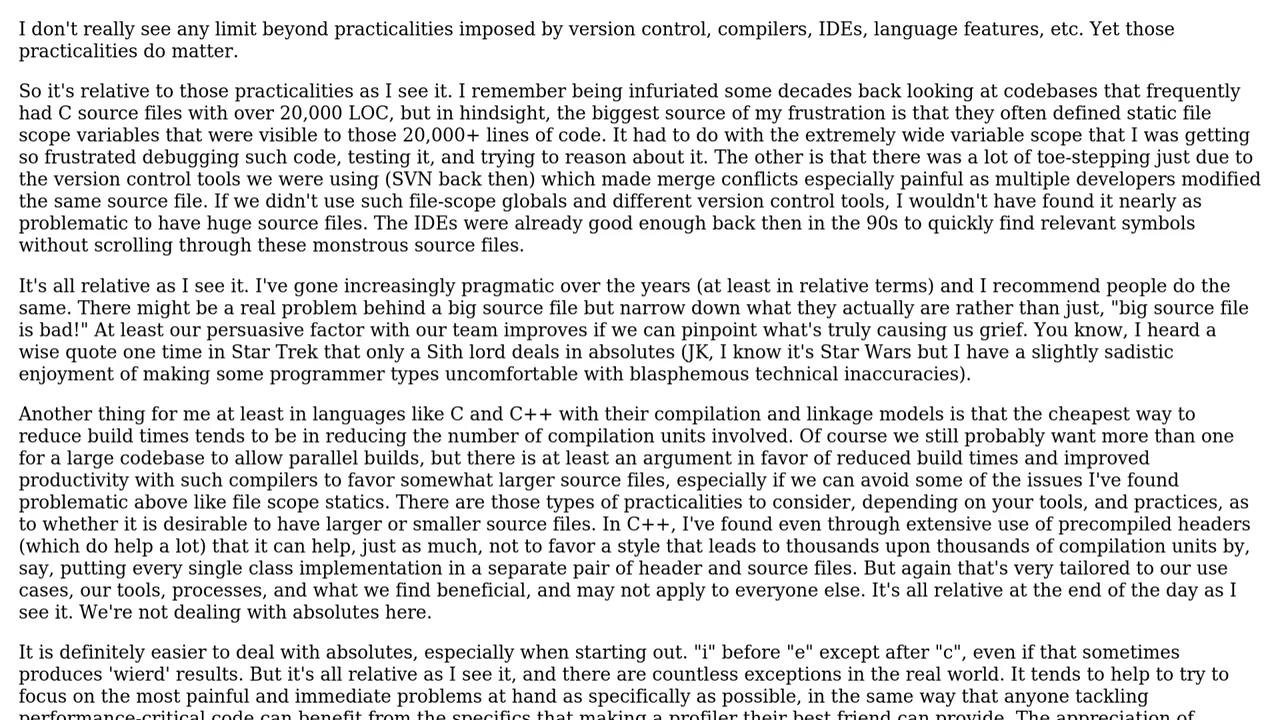 I don't really see any limit beyond practicalities imposed by version control, compilers, IDEs, language features, etc. Yet those
practicalities do matter.
So it's relative to those practicalities as I see it. I remember being infuriated some decades back looking at codebases that frequently
had C source files with over 20,000 LOC, but in hindsight, the biggest source of my frustration is that they often defined static file
scope variables that were visible to those 20,000+ lines of code. It had to do with the extremely wide variable scope that I was getting
so frustrated debugging such code, testing it, and trying to reason about it. The other is that there was a lot of toe-stepping just due to
the version control tools we were using (SVN back then) which made merge conflicts especially painful as multiple developers modified
the same source file. If we didn't use such file-scope globals and different version control tools, I wouldn't have found it nearly as
problematic to have huge source files. The IDEs were already good enough back then in the 90s to quickly find relevant symbols
without scrolling through these monstrous source files.
It's all relative as I see it. I've gone increasingly pragmatic over the years (at least in relative terms) and I recommend people do the
same. There might be a real problem behind a big source file but narrow down what they actually are rather than just, "big source file
is bad!" At least our persuasive factor with our team improves if we can pinpoint what's truly causing us grief. You know, I heard a
wise quote one time in Star Trek that only a Sith lord deals in absolutes (JK, I know it's Star Wars but I have a slightly sadistic
enjoyment of making some programmer types uncomfortable with blasphemous technical inaccuracies).
Another thing for me at least in languages like C and C++ with their compilation and linkage models is that the cheapest way to
reduce build times tends to be in reducing the number of compilation units involved. Of course we still probably want more than one
for a large codebase to allow parallel builds, but there is at least an argument in favor of reduced build times and improved
productivity with such compilers to favor somewhat larger source files, especially if we can avoid some of the issues I've found
problematic above like file scope statics. There are those types of practicalities to consider, depending on your tools, and practices, as
to whether it is desirable to have larger or smaller source files. In C++, I've found even through extensive use of precompiled headers
(which do help a lot) that it can help, just as much, not to favor a style that leads to thousands upon thousands of compilation units by,
say, putting every single class implementation in a separate pair of header and source files. But again that's very tailored to our use
cases, our tools, processes, and what we find beneficial, and may not apply to everyone else. It's all relative at the end of the day as I
see it. We're not dealing with absolutes here.
It is definitely easier to deal with absolutes, especially when starting out. "i" before "e" except after "c", even if that sometimes
produces 'wierd' results. But it's all relative as I see it, and there are countless exceptions in the real world. It tends to help to try to
focus on the most painful and immediate problems at hand as specifically as possible, in the same way that anyone tackling
performance-critical code can benefit from the specifics that making a profiler their best friend can provide. The appreciation of